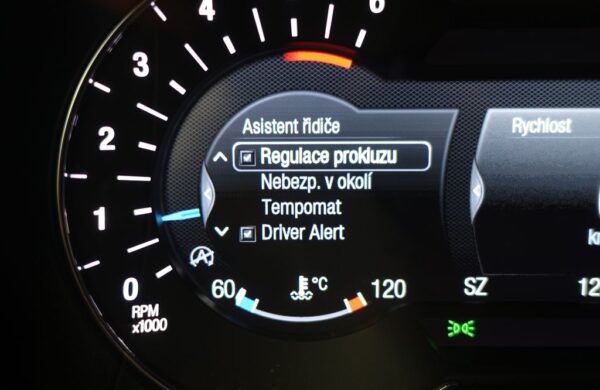 4
6
3
2
1
0
RPM
x1000
Asistent řidiče
Regulace prokluzu
Nebezp. v okolí
Tempomat
Driver Alert
A
60
°C
120
Rychlost
SZ